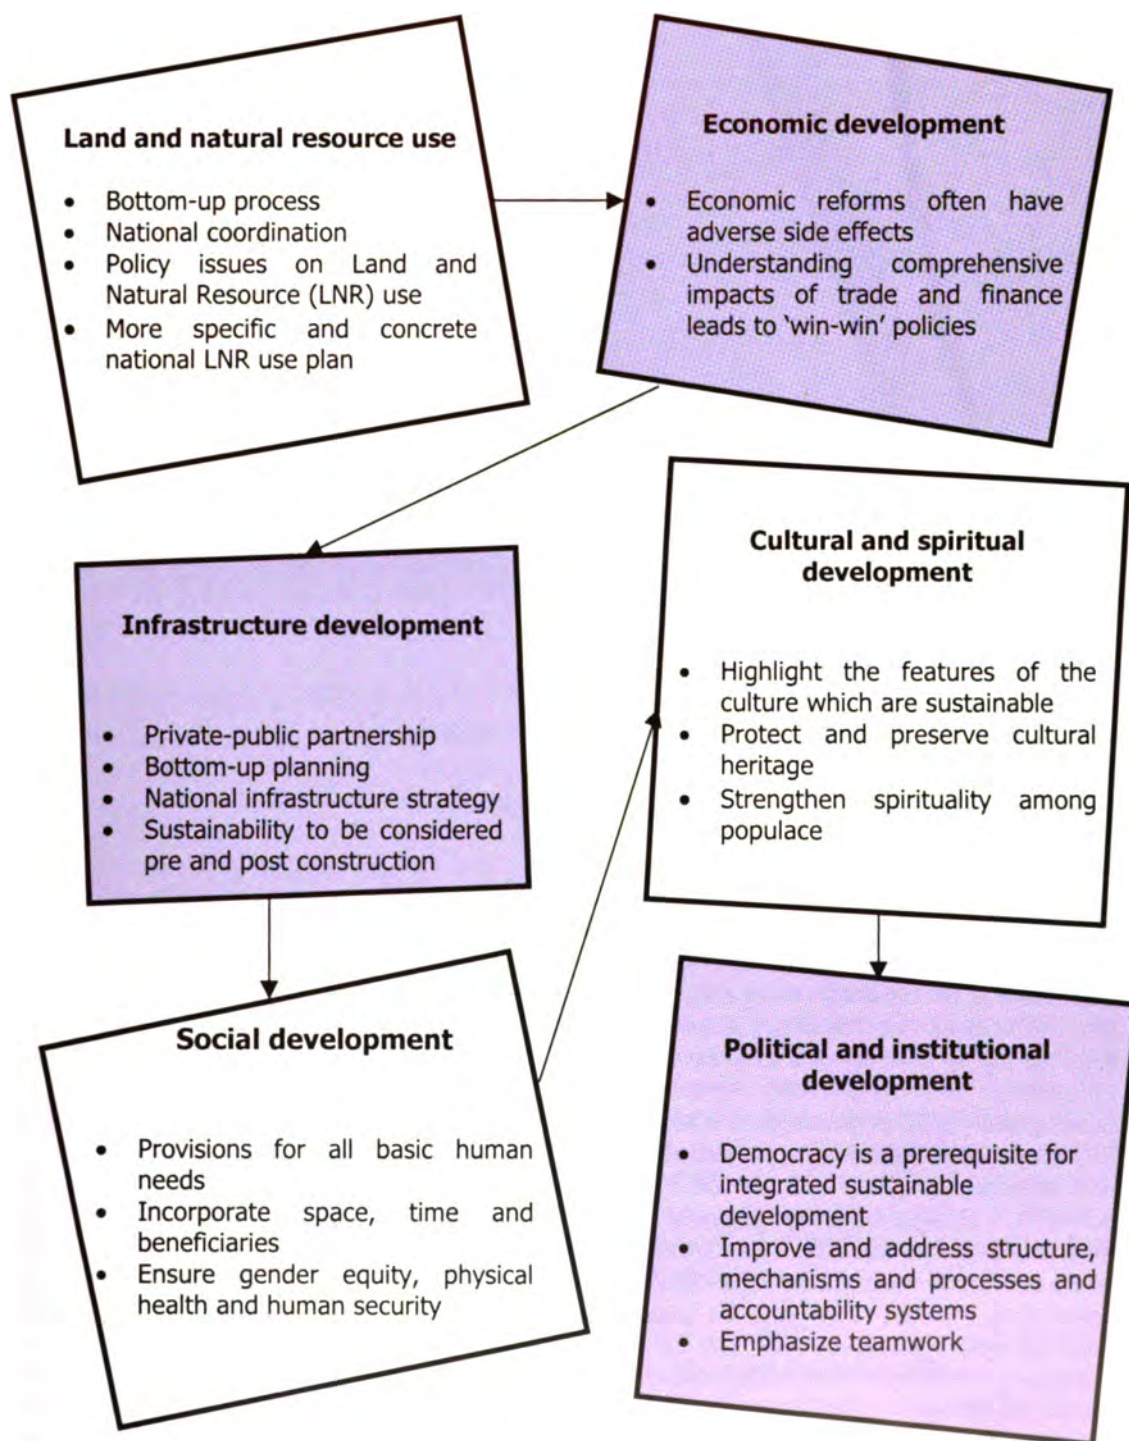 Land and natural resource use
• Bottom-up process
• National coordination
• Policy issues on Land and
Natural Resource (LNR) use
• More specific and concrete
national LNR use plan
Economic development
• Economic reforms often have
adverse side effects
• Understanding comprehensive
impacts of trade and finance
leads to ‘win-win’ policies
Infrastructure development
• Private-public partnership
• Bottom-up planning
• National infrastructure strategy
• Sustainability to be considered
pre and post construction
Social development
• Provisions for all basic human
needs
• Incorporate space, time and
beneficiaries
• Ensure gender equity, physical
health and human security
Cultural and spiritual
development
• Highlight the features of the
culture which are sustainable
• Protect and preserve cultural
heritage
• Strengthen spirituality among
populace
Political and institutional
development
• Democracy is a prerequisite for
integrated sustainable
development
• Improve and address structure,
mechanisms and processes and
accountability systems
• Emphasize teamwork